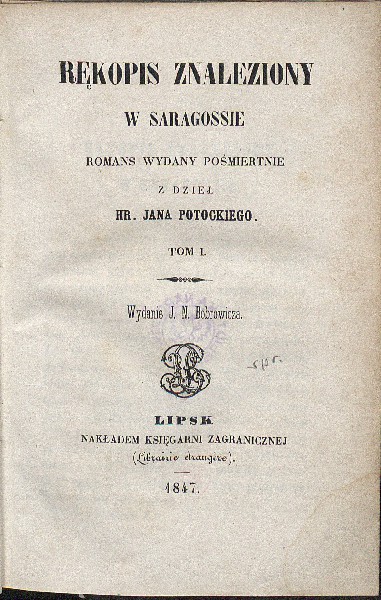 RĘKOPIS ZNALEZIONY
W SARAGOSSIE
ROMANS WYDANY POŚMIERTNIE
Z DZIEŁ
HR. JANA POTOCKIEGO.
TOM I.
Wydanie J. N. Bobrowicza.
LIPSK
NAKŁADEM KSIĘGARNI ZAGRANICZNEJ
(Librairie étrangère).
1847.